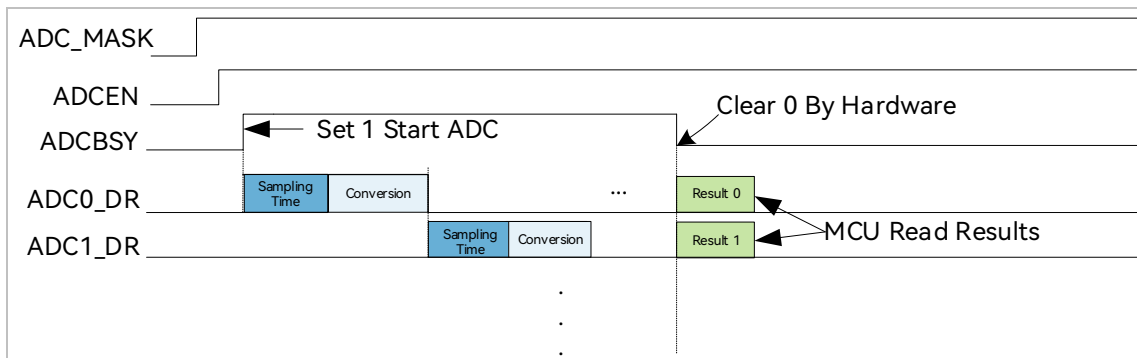 ADC_MASK
ADCEN
Clear 0 By Hardware
Set 1 Start ADC
ADCBSY
Sampling
Time
Conversion
...
Result 0
ADC0_DR
MCU Read Results
Sampling
Time
Conversion
Result 1
ADC1_DR
.
.
.